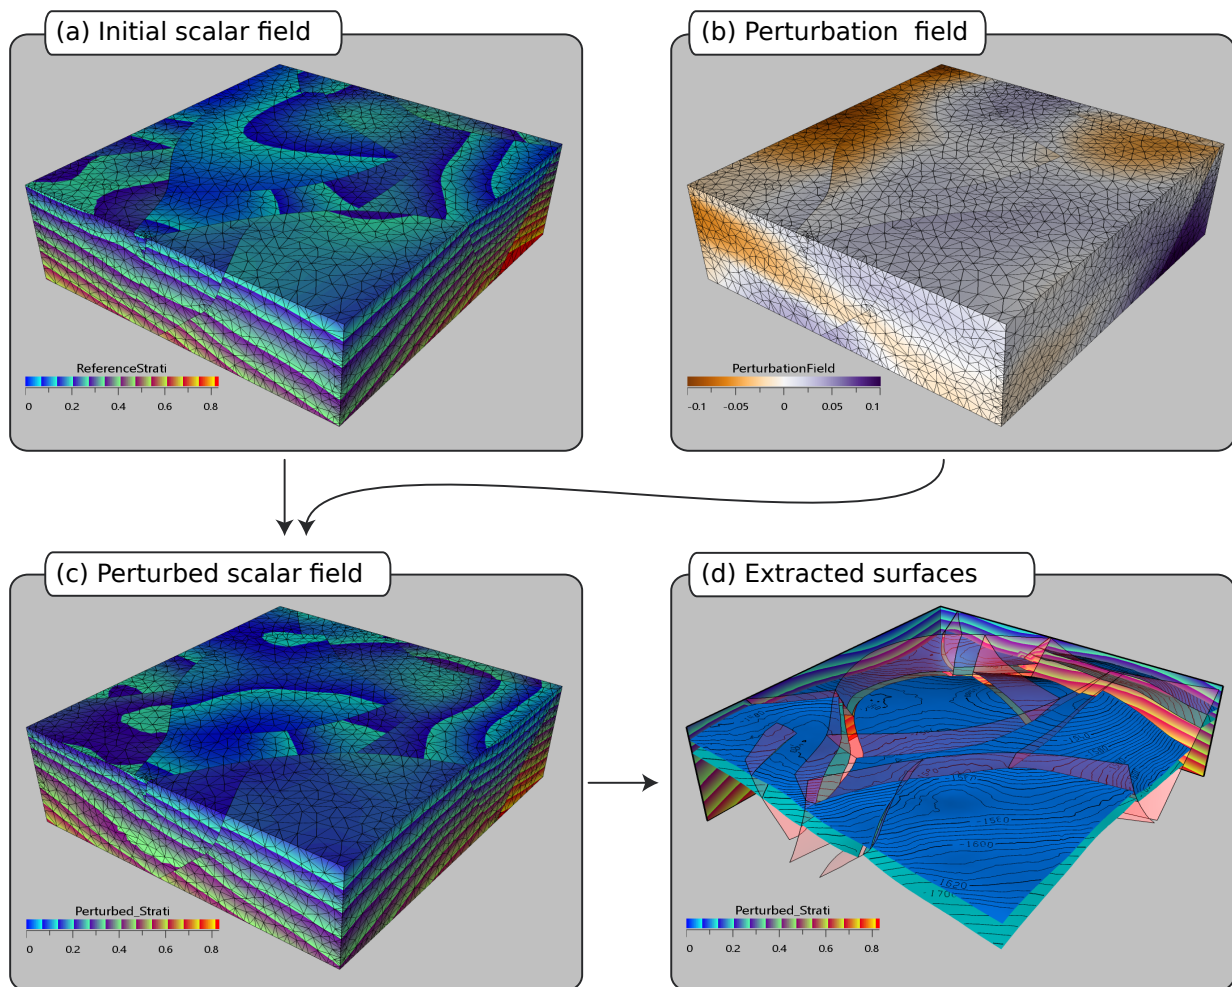 (a) Initial scalar field
(b) Perturbation field
ReferenceStrati
0 0.2 0.4 0.6 0.8
PerturbationField
-0.1 -0.05 0 0.05 0.1
(c) Perturbed scalar field
(d) Extracted surfaces
-1600
Perturbed_Strati
0 0.2 0.4 0.6 0.8
Perturbed_Strati
0 0.2 0.4 0.6 0.8